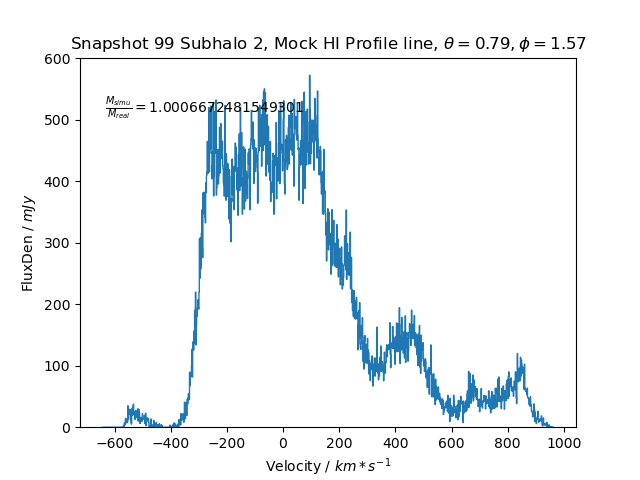 Snapshot 99 Subhalo 2, Mock HI Profile line, θ = 0.79, ϕ = 1.57
M_simu/M_real = 1.0006672481549301
FluxDen / mJy
600
500
400
300
200
100
0
−600 −400 −200 0 200 400 600 800 1000
Velocity / km * s⁻¹